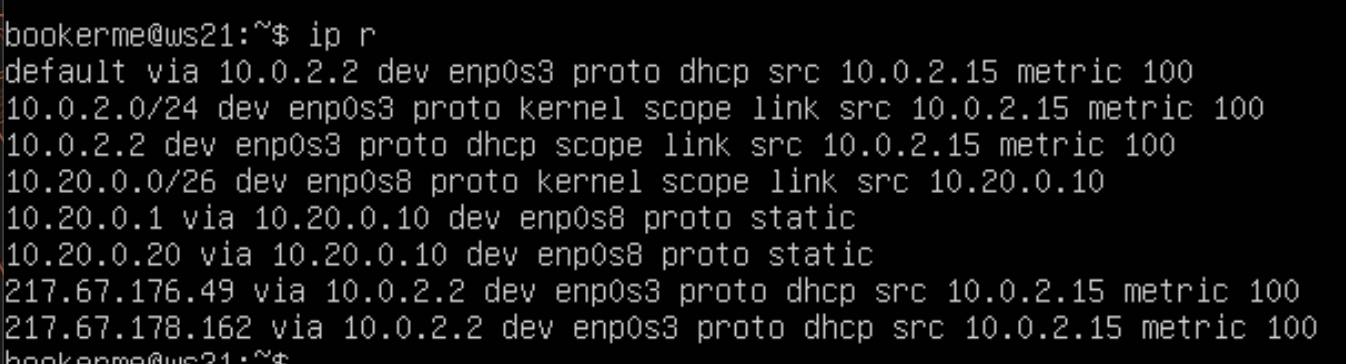 bookerme@ws21:~$ ip r
default via 10.0.2.2 dev enp0s3 proto dhcp src 10.0.2.15 metric 100
10.0.2.0/24 dev enp0s3 proto kernel scope link src 10.0.2.15 metric 100
10.0.2.2 dev enp0s3 proto dhcp scope link src 10.0.2.15 metric 100
10.20.0.0/26 dev enp0s8 proto kernel scope link src 10.20.0.10
10.20.0.1 via 10.20.0.10 dev enp0s8 proto static
10.20.0.20 via 10.20.0.10 dev enp0s8 proto static
217.67.176.49 via 10.0.2.2 dev enp0s3 proto dhcp src 10.0.2.15 metric 100
217.67.178.162 via 10.0.2.2 dev enp0s3 proto dhcp src 10.0.2.15 metric 100
bookerme@ws21:~$